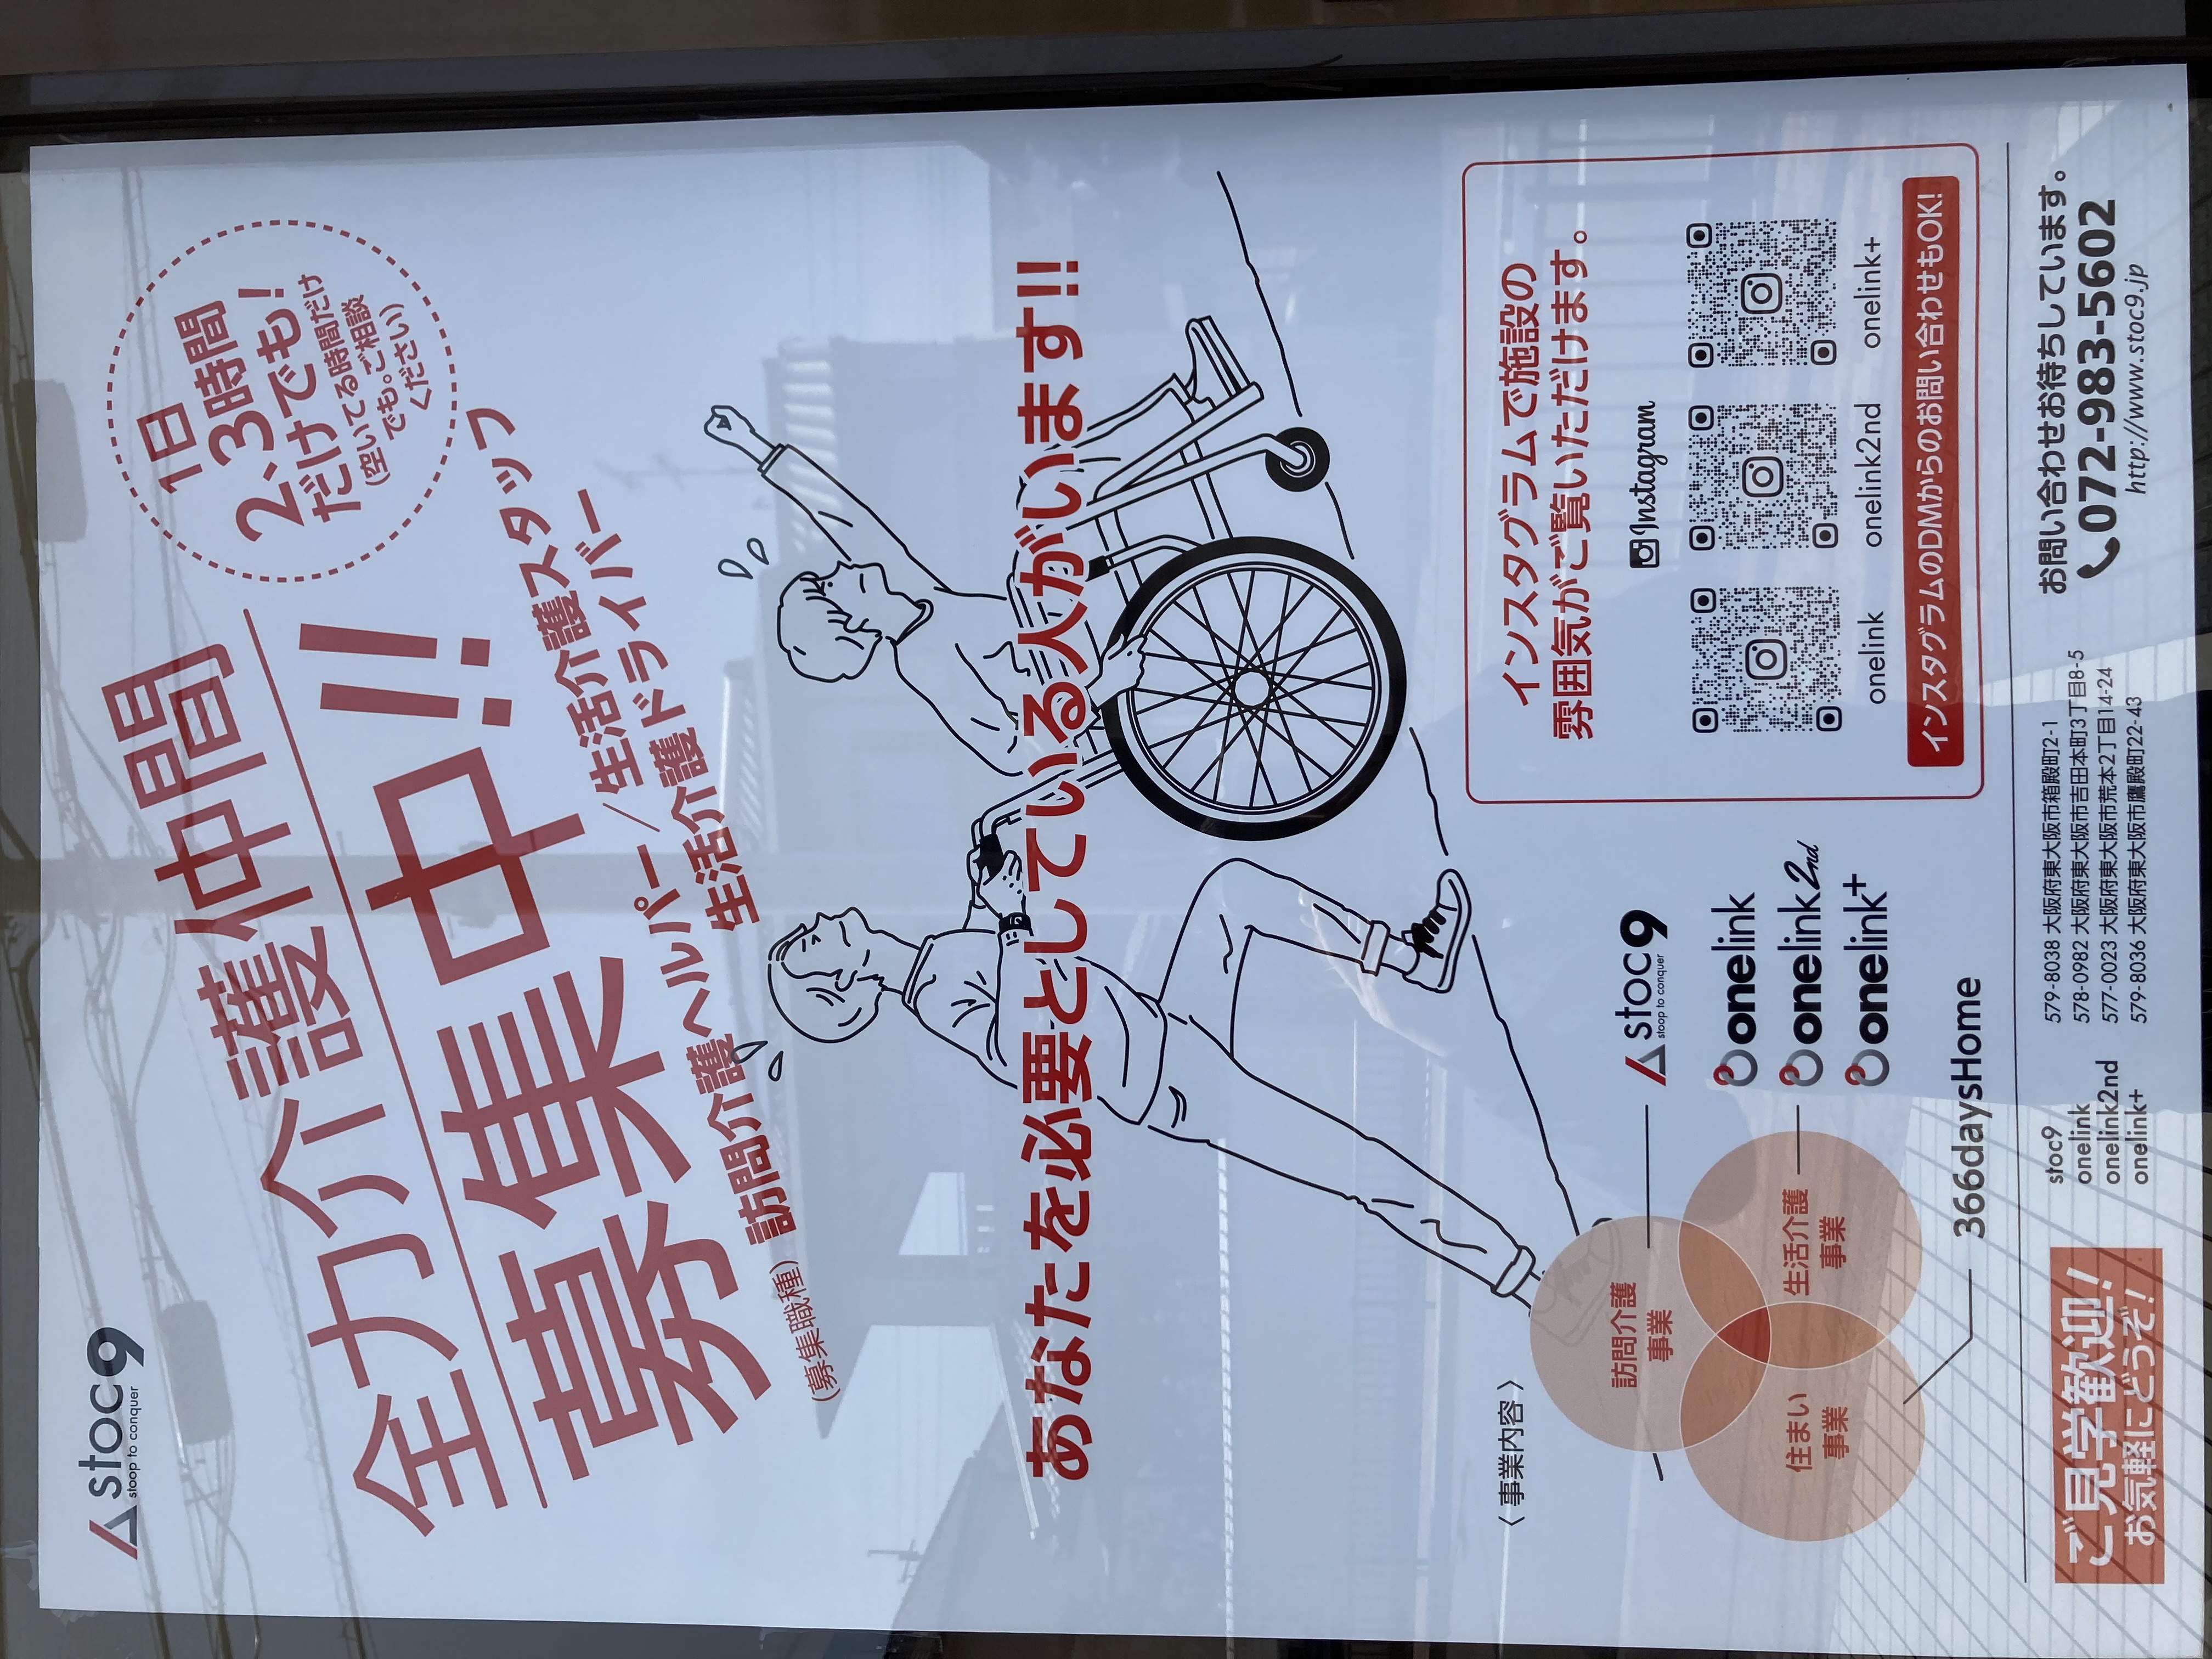 stoc9
stoop to conquer
全力介護仲間
募集中!!
1日
2、3時間
だけでも!
(空いてる時間だけ
でも。ご相談
ください)
(募集職種) 訪問介護ヘルパー／生活介護スタッフ
生活介護ドライバー
あなたを必要としている人がいます!!
〈 事業内容 〉
訪問介護
事業
住まい
事業
生活介護
事業
stoc9
stoop to conquer
onelink
onelink2nd
onelink+
366daysHome
インスタグラムで施設の
雰囲気がご覧いただけます。
Instagram
onelink
onelink2nd
onelink+
インスタグラムのDMからのお問い合わせもOK!
ご見学歓迎!
お気軽にどうぞ!
stoc9 579-8038 大阪府東大阪市箱殿町2-1
onelink 578-0982 大阪府東大阪市吉田本町3丁目8-5
onelink2nd 577-0023 大阪府東大阪市荒本2丁目14-24
onelink+ 579-8036 大阪府東大阪市鷹殿町22-43
お問い合わせお待ちしています。
072-983-5602
http://www.stoc9.jp